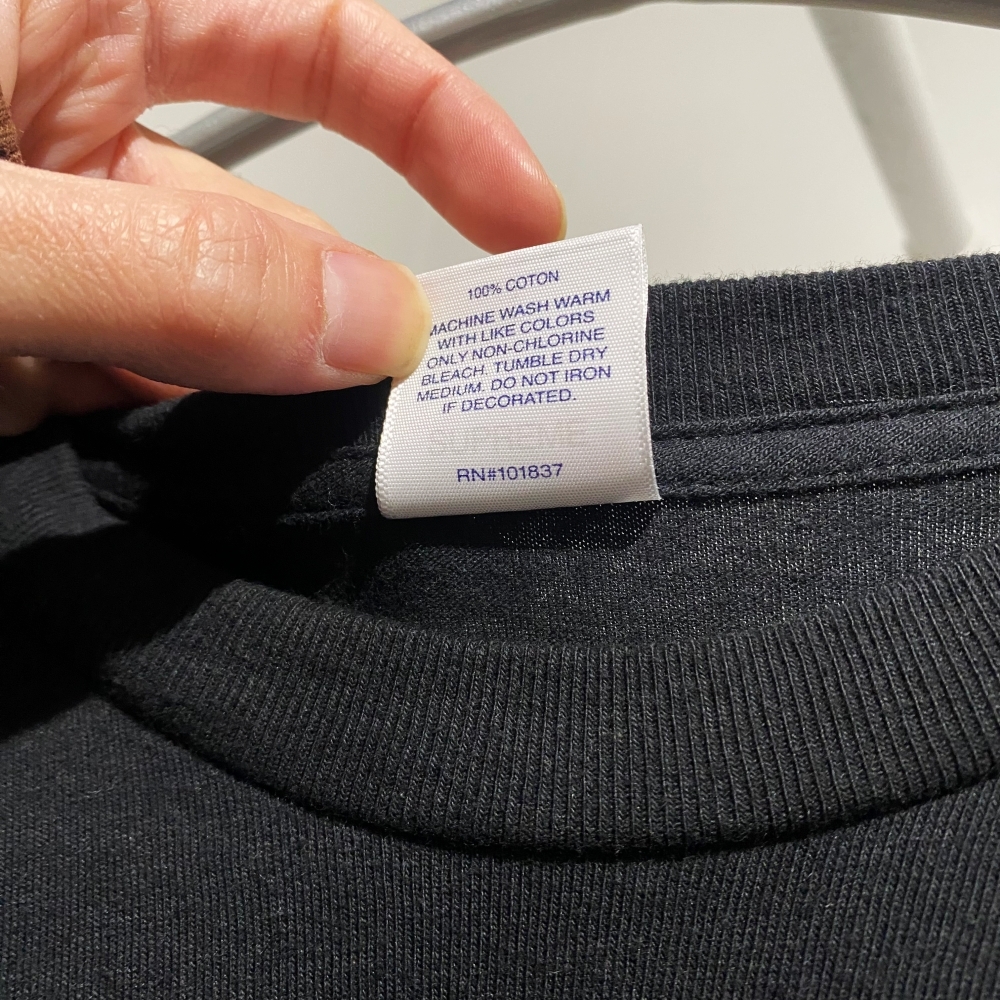 100% COTON
MACHINE WASH WARM
WITH LIKE COLORS
ONLY NON-CHLORINE
BLEACH. TUMBLE DRY
MEDIUM. DO NOT IRON
IF DECORATED.
SUPREME
RN#101837